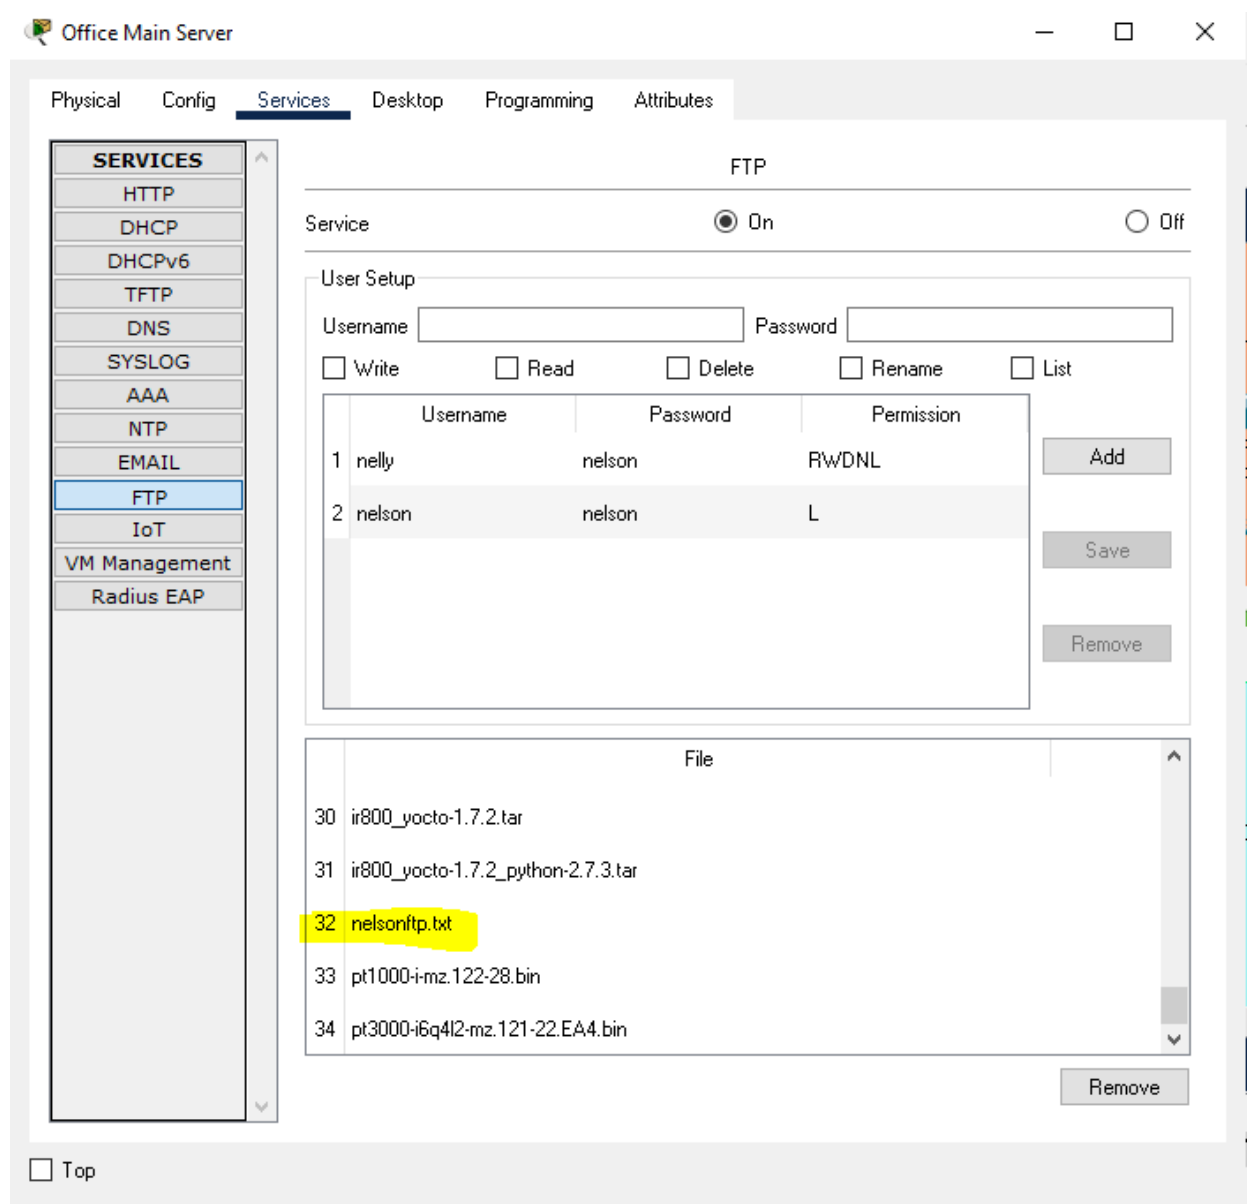 Office Main Server
Physical Config Services Desktop Programming Attributes
SERVICES
HTTP
DHCP
DHCPv6
TFTP
DNS
SYSLOG
AAA
NTP
EMAIL
FTP
IoT
VM Management
Radius EAP
FTP
Service On Off
User Setup
Username Password
Write Read Delete Rename List
Username Password Permission
1 nelly nelson RWDNL
2 nelson nelson L
Add
Save
Remove
File
30 ir800_yocto-1.7.2.tar
31 ir800_yocto-1.7.2_python-2.7.3.tar
32 nelsonftp.txt
33 pt1000-i-mz.122-28.bin
34 pt3000-i6q4l2-mz.121-22.EA4.bin
Remove
Top